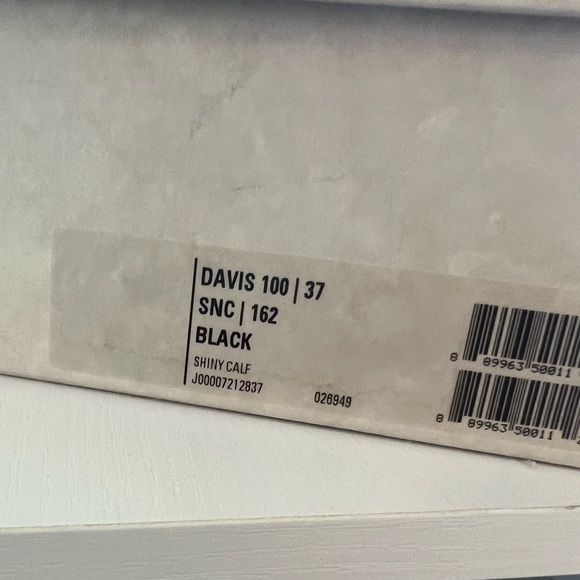 DAVIS 100 | 37
SNC | 162
BLACK
SHINY CALF
J00007212837 026949
8 89963 50011
8 89963 50011